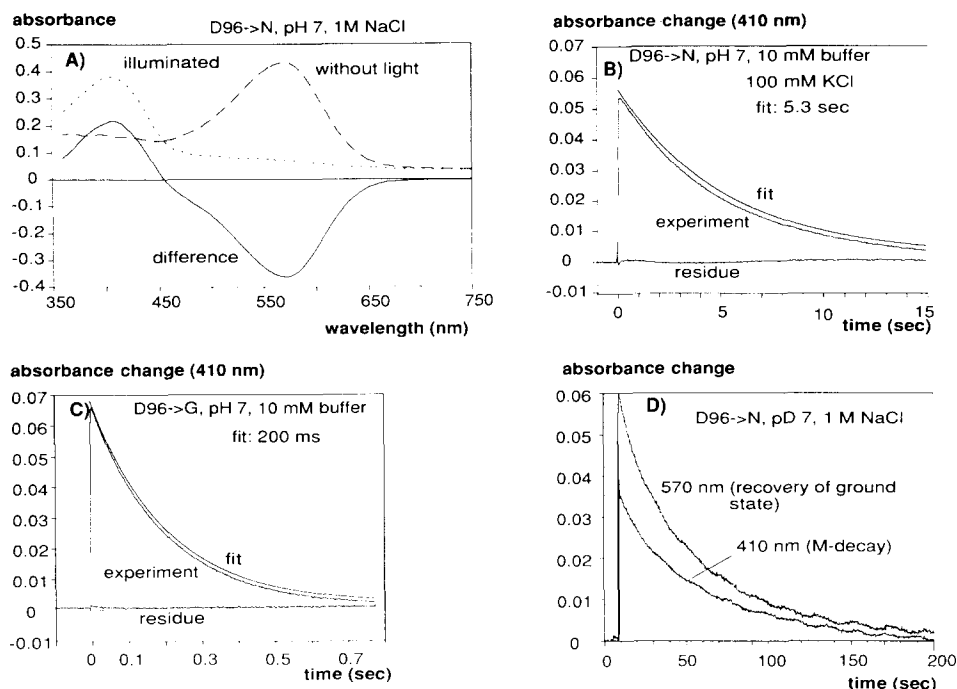 absorbance
D96->N, pH 7, 1M NaCl
A)
illuminated
without light
difference
0.5
0.4
0.3
0.2
0.1
0
-0.1
-0.2
-0.3
-0.4
350
450
550
650
750
wavelength (nm)
absorbance change (410 nm)
B)
D96->N, pH 7, 10 mM buffer
100 mM KCl
fit: 5.3 sec
fit
experiment
residue
0.07
0.06
0.05
0.04
0.03
0.02
0.01
0
-0.01
0
5
10
15
time (sec)
absorbance change (410 nm)
C)
D96->G, pH 7, 10 mM buffer
fit: 200 ms
fit
experiment
residue
0.07
0.06
0.05
0.04
0.03
0.02
0.01
0
-0.01
0
0.1
0.3
0.5
0.7
time (sec)
absorbance change
D)
D96->N, pD 7, 1 M NaCl
570 nm (recovery of ground
state)
410 nm (M-decay)
0.06
0.05
0.04
0.03
0.02
0.01
0
0
50
100
150
200
time (sec)